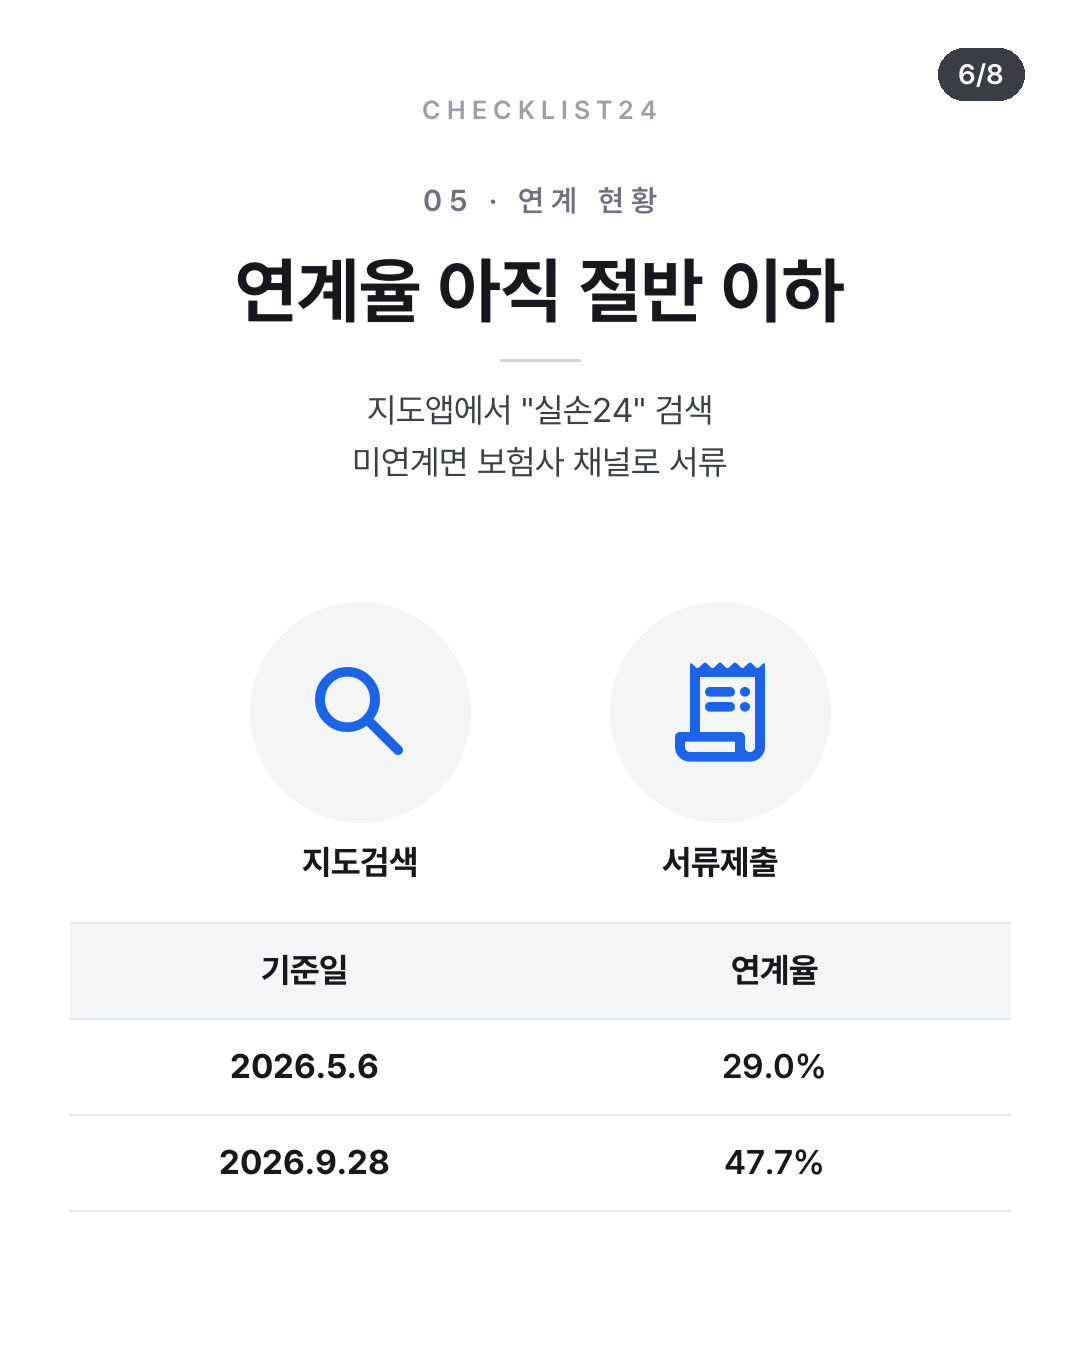 6/8
CHECKLIST24
05 · 연계 현황
연계율 아직 절반 이하
지도앱에서 "실손24" 검색
미연계면 보험사 채널로 서류
지도검색 서류제출
기준일 연계율
2026.5.6 29.0%
2026.9.28 47.7%